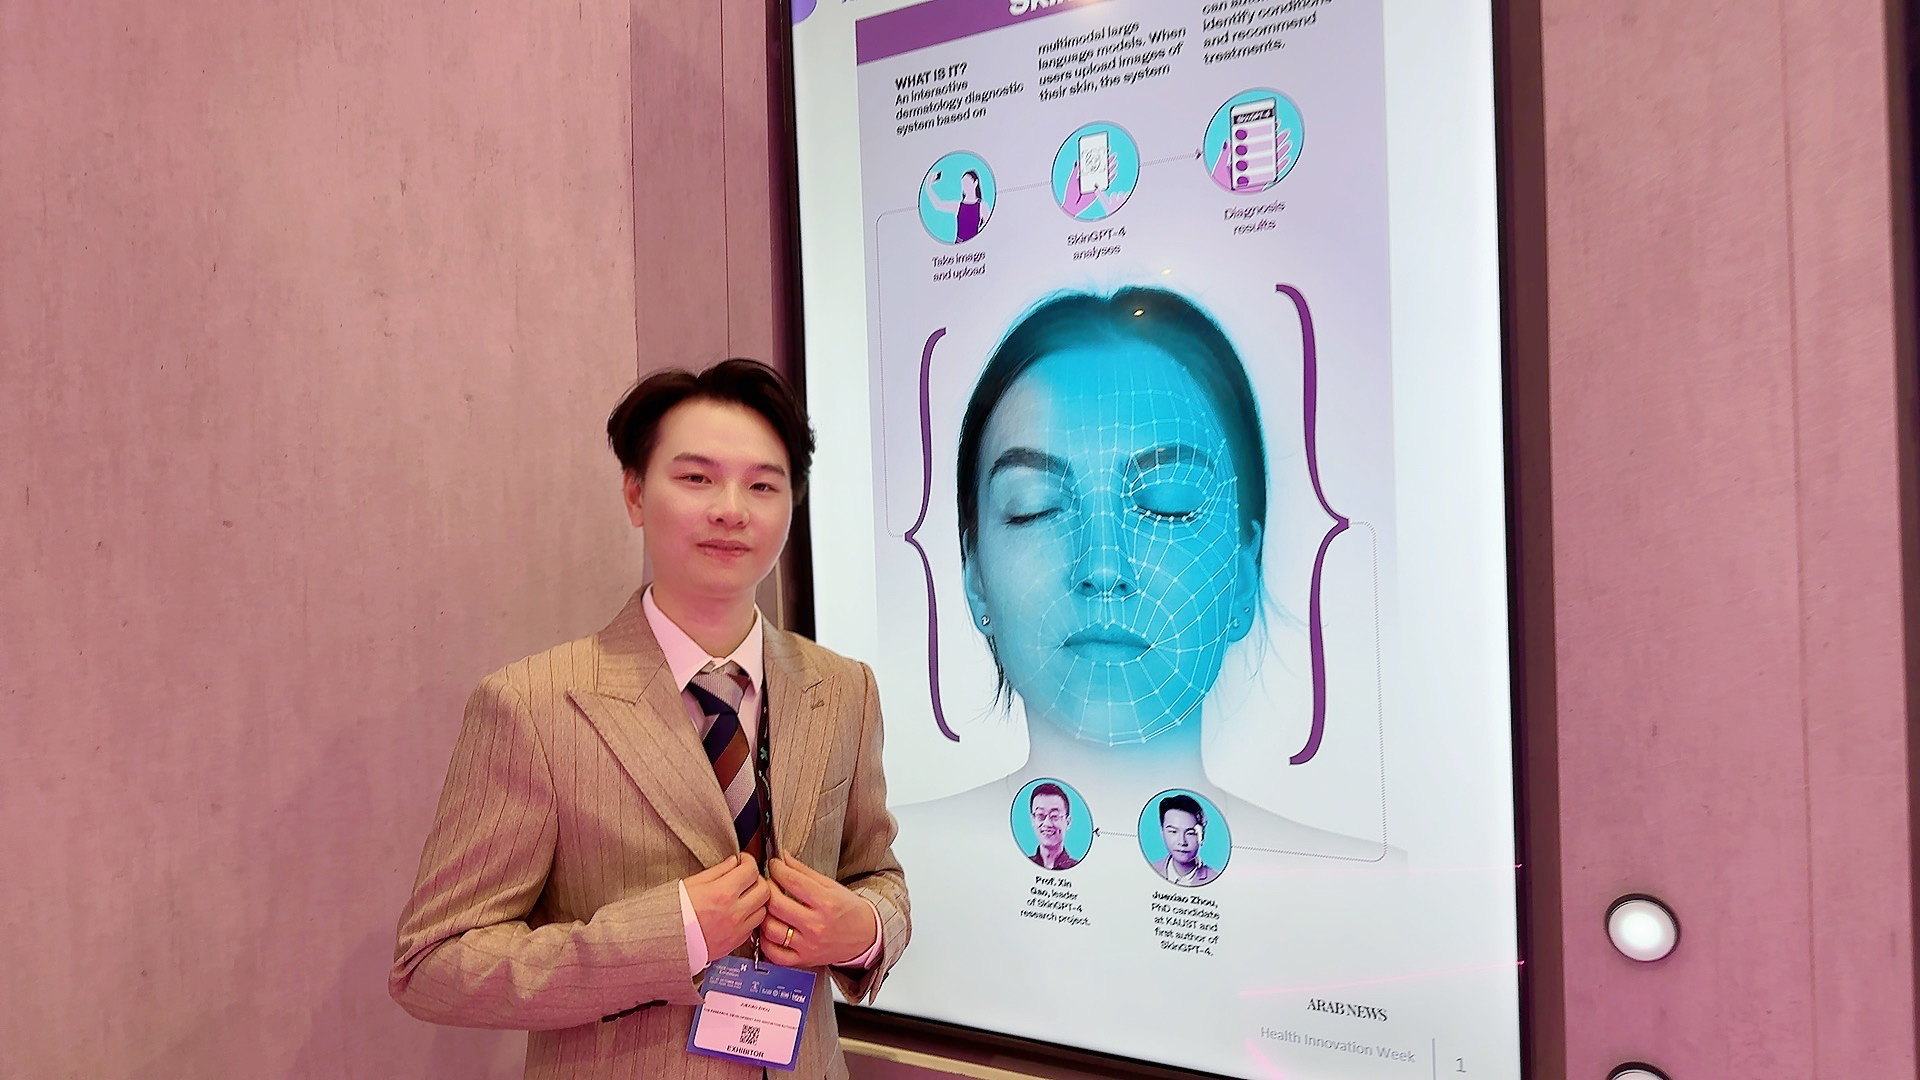 WHAT IS IT?
An interactive
dermatology diagnostic
system based on
multimodal large
language models. When
users upload images of
their skin, the system
identify conditions
and recommend
treatments.
Take image
and upload
SkinGPT-4
analyses
Diagnosis
results
Prof. Xin
Gao, leader
of SkinGPT-4
research project.
Juexiao Zhou,
PhD candidate
at KAUST and
first author of
SkinGPT-4.
ARAB NEWS
Health Innovation Week
1
EXHIBITOR